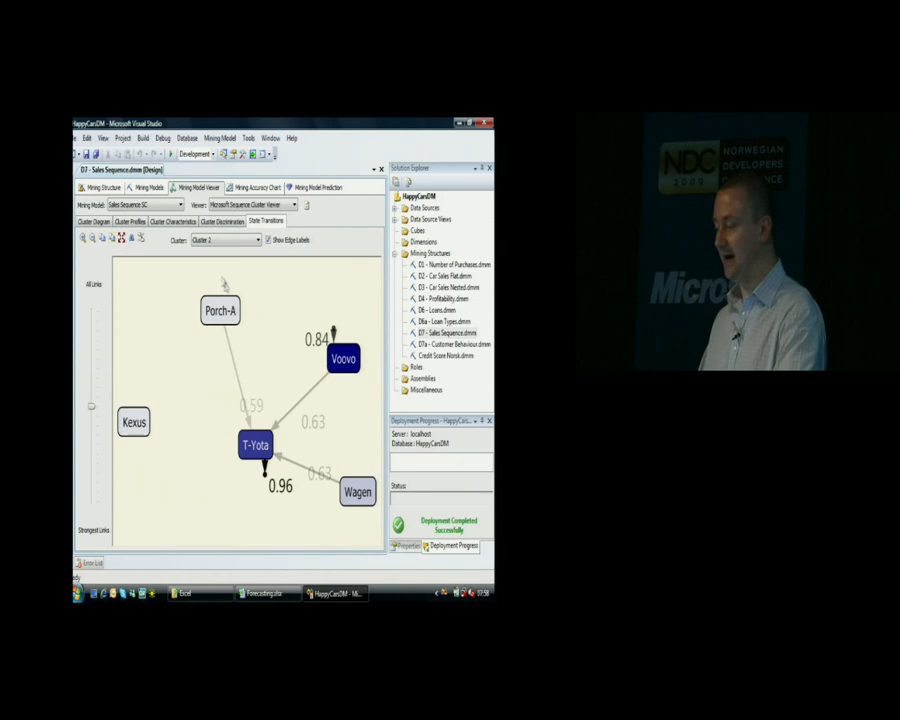 HappyCarsDM - Microsoft Visual Studio
Edit View Project Build Debug Database Mining Model Tools Window Help
Development
D7 - Sales Sequence.dmm [Design]
Mining Structure Mining Models Mining Model Viewer Mining Accuracy Chart Mining Model Prediction
Mining Model: Sales Sequence SC Viewer: Microsoft Sequence Cluster Viewer
Cluster Diagram Cluster Profiles Cluster Characteristics Cluster Discrimination State Transitions
Cluster: Cluster 2 Show Edge Labels
All Links
Strongest Links
Porch-A
0.84
Voovo
0.59
0.63
Kexus
T-Yota
0.63
0.96
Wagen
Solution Explorer
HappyCarsDM
Data Sources
Data Source Views
Cubes
Dimensions
Mining Structures
D1 - Number of Purchases.dmm
D2 - Car Sales Flat.dmm
D3 - Car Sales Nested.dmm
D4 - Profitability.dmm
D6 - Loans.dmm
D6a - Loan Types.dmm
D7 - Sales Sequence.dmm
D7a - Customer Behaviour.dmm
Credit Score Norsk.dmm
Roles
Assemblies
Miscellaneous
Deployment Progress - HappyCars
Server : localhost
Database : HappyCarsDM
Status:
Deployment Completed
Successfully
Properties Deployment Progress
Error List
Excel Forecasting.xlsx HappyCarsDM - Mi...
NDC
2009
NORWEGIAN
DEVELOPERS
Micro